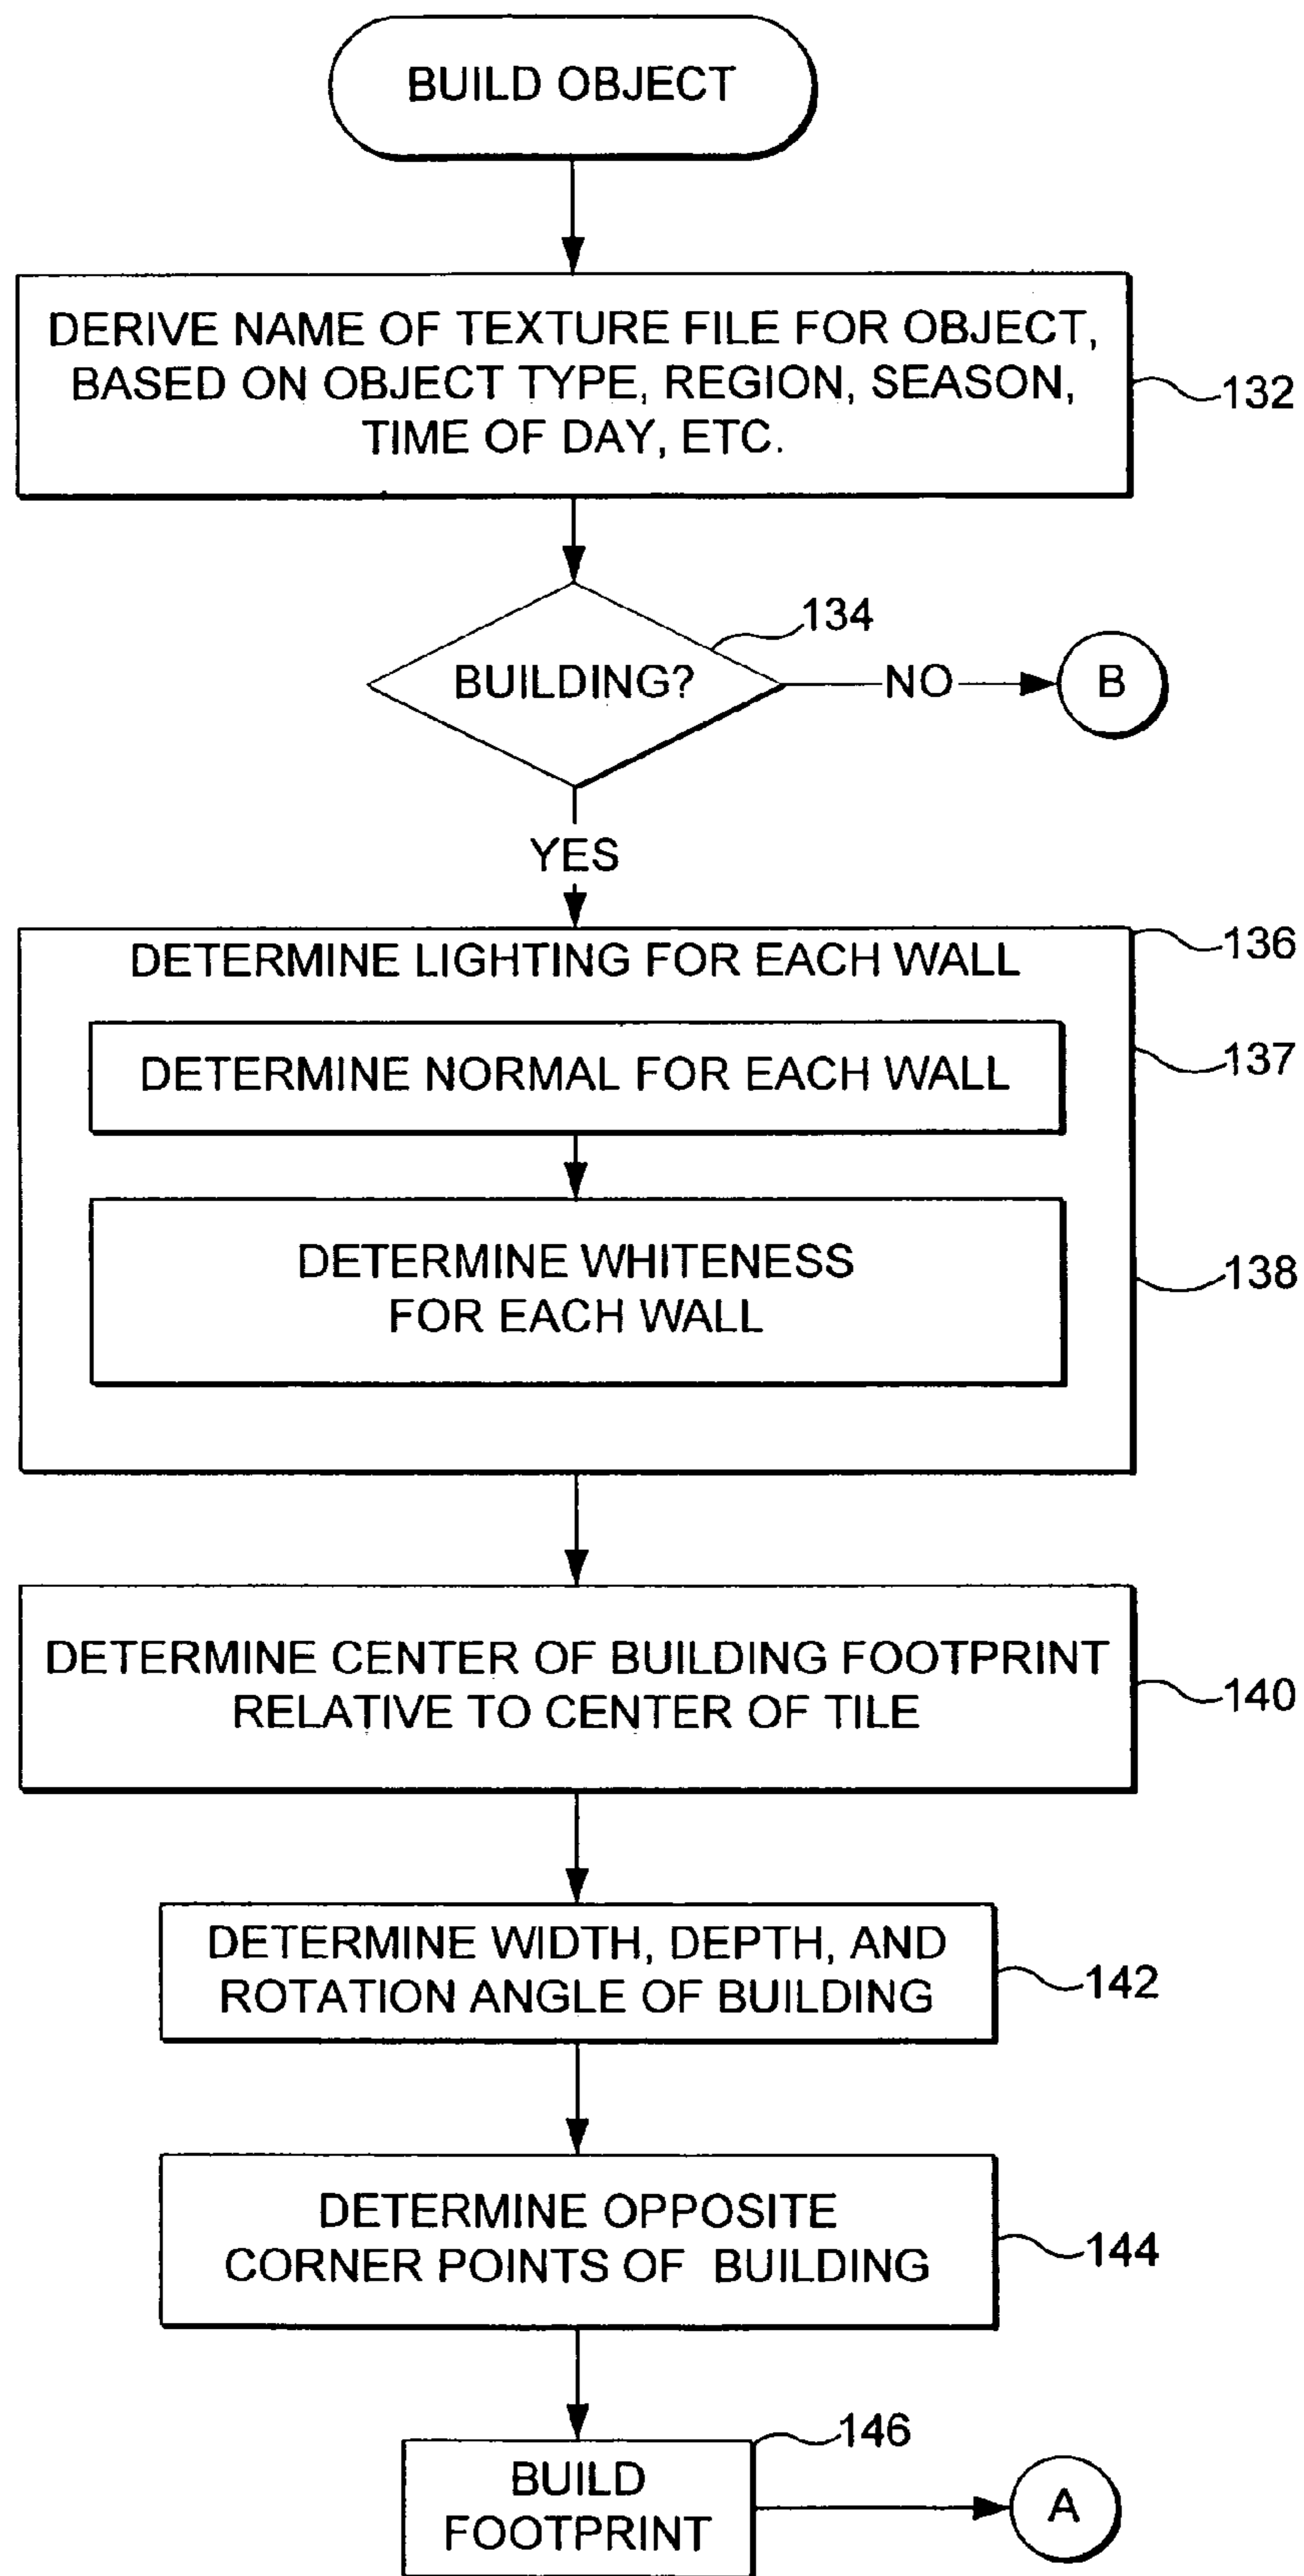 BUILD OBJECT
DERIVE NAME OF TEXTURE FILE FOR OBJECT,
BASED ON OBJECT TYPE, REGION, SEASON,
TIME OF DAY, ETC.
132
134
BUILDING?
NO
B
YES
136
DETERMINE LIGHTING FOR EACH WALL
137
DETERMINE NORMAL FOR EACH WALL
DETERMINE WHITENESS
FOR EACH WALL
138
DETERMINE CENTER OF BUILDING FOOTPRINT
RELATIVE TO CENTER OF TILE
140
DETERMINE WIDTH, DEPTH, AND
ROTATION ANGLE OF BUILDING
142
DETERMINE OPPOSITE
CORNER POINTS OF BUILDING
144
146
BUILD
FOOTPRINT
A